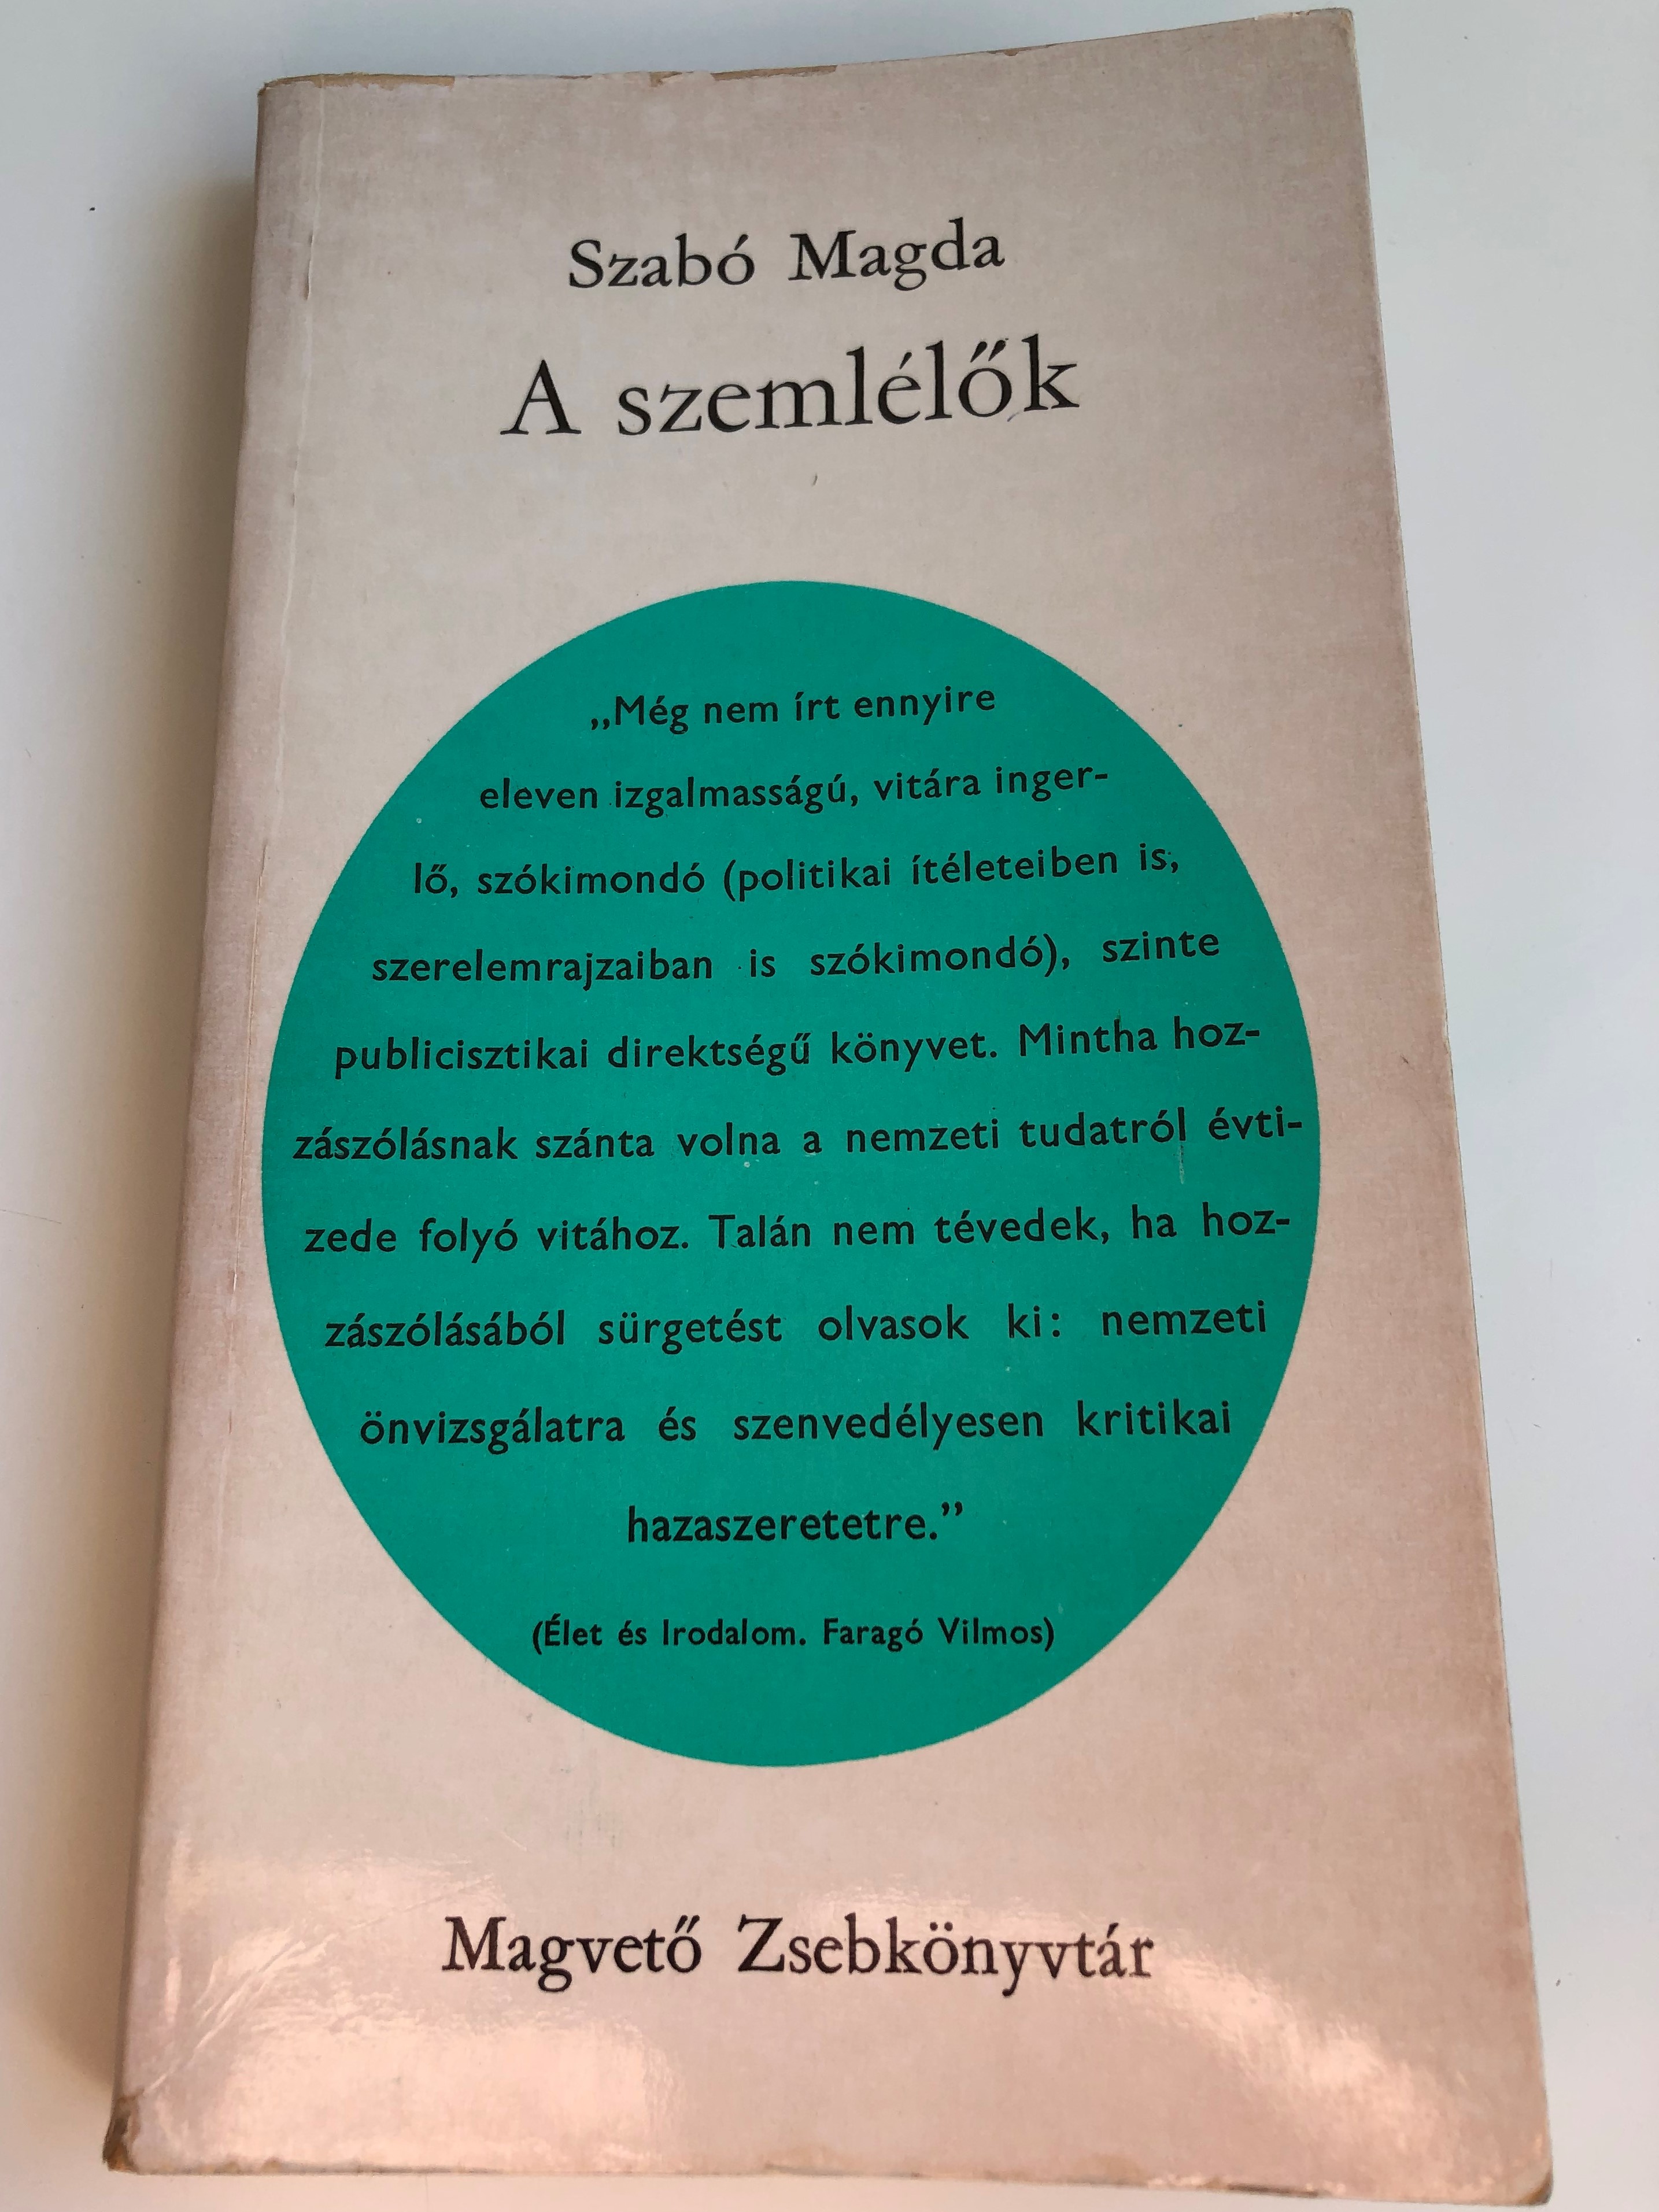 Szabó Magda
A szemlélők
„Még nem írt ennyire
eleven izgalmasságú, vitára inger-
lő, szókimondó (politikai ítéleteiben is,
szerelemrajzaiban is szókimondó), szinte
publicisztikai direktségű könyvet. Mintha hoz-
zászólásnak szánta volna a nemzeti tudatról évti-
zede folyó vitához. Talán nem tévedek, ha hoz-
zászólásából sürgetést olvasok ki: nemzeti
önvizsgálatra és szenvedélyesen kritikai
hazaszeretetre.”
(Élet és Irodalom. Faragó Vilmos)
Magvető Zsebkönyvtár